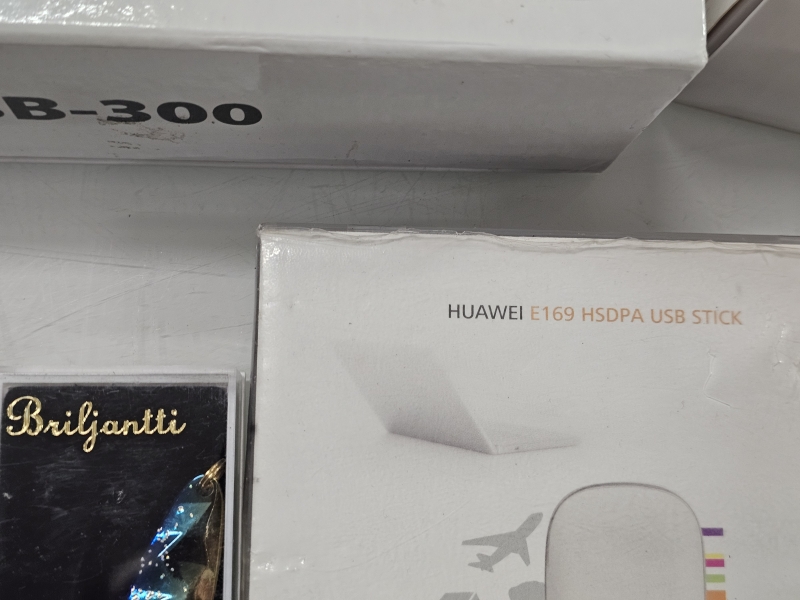 B-300
HUAWEI E169 HSDPA USB STICK
Briljantti